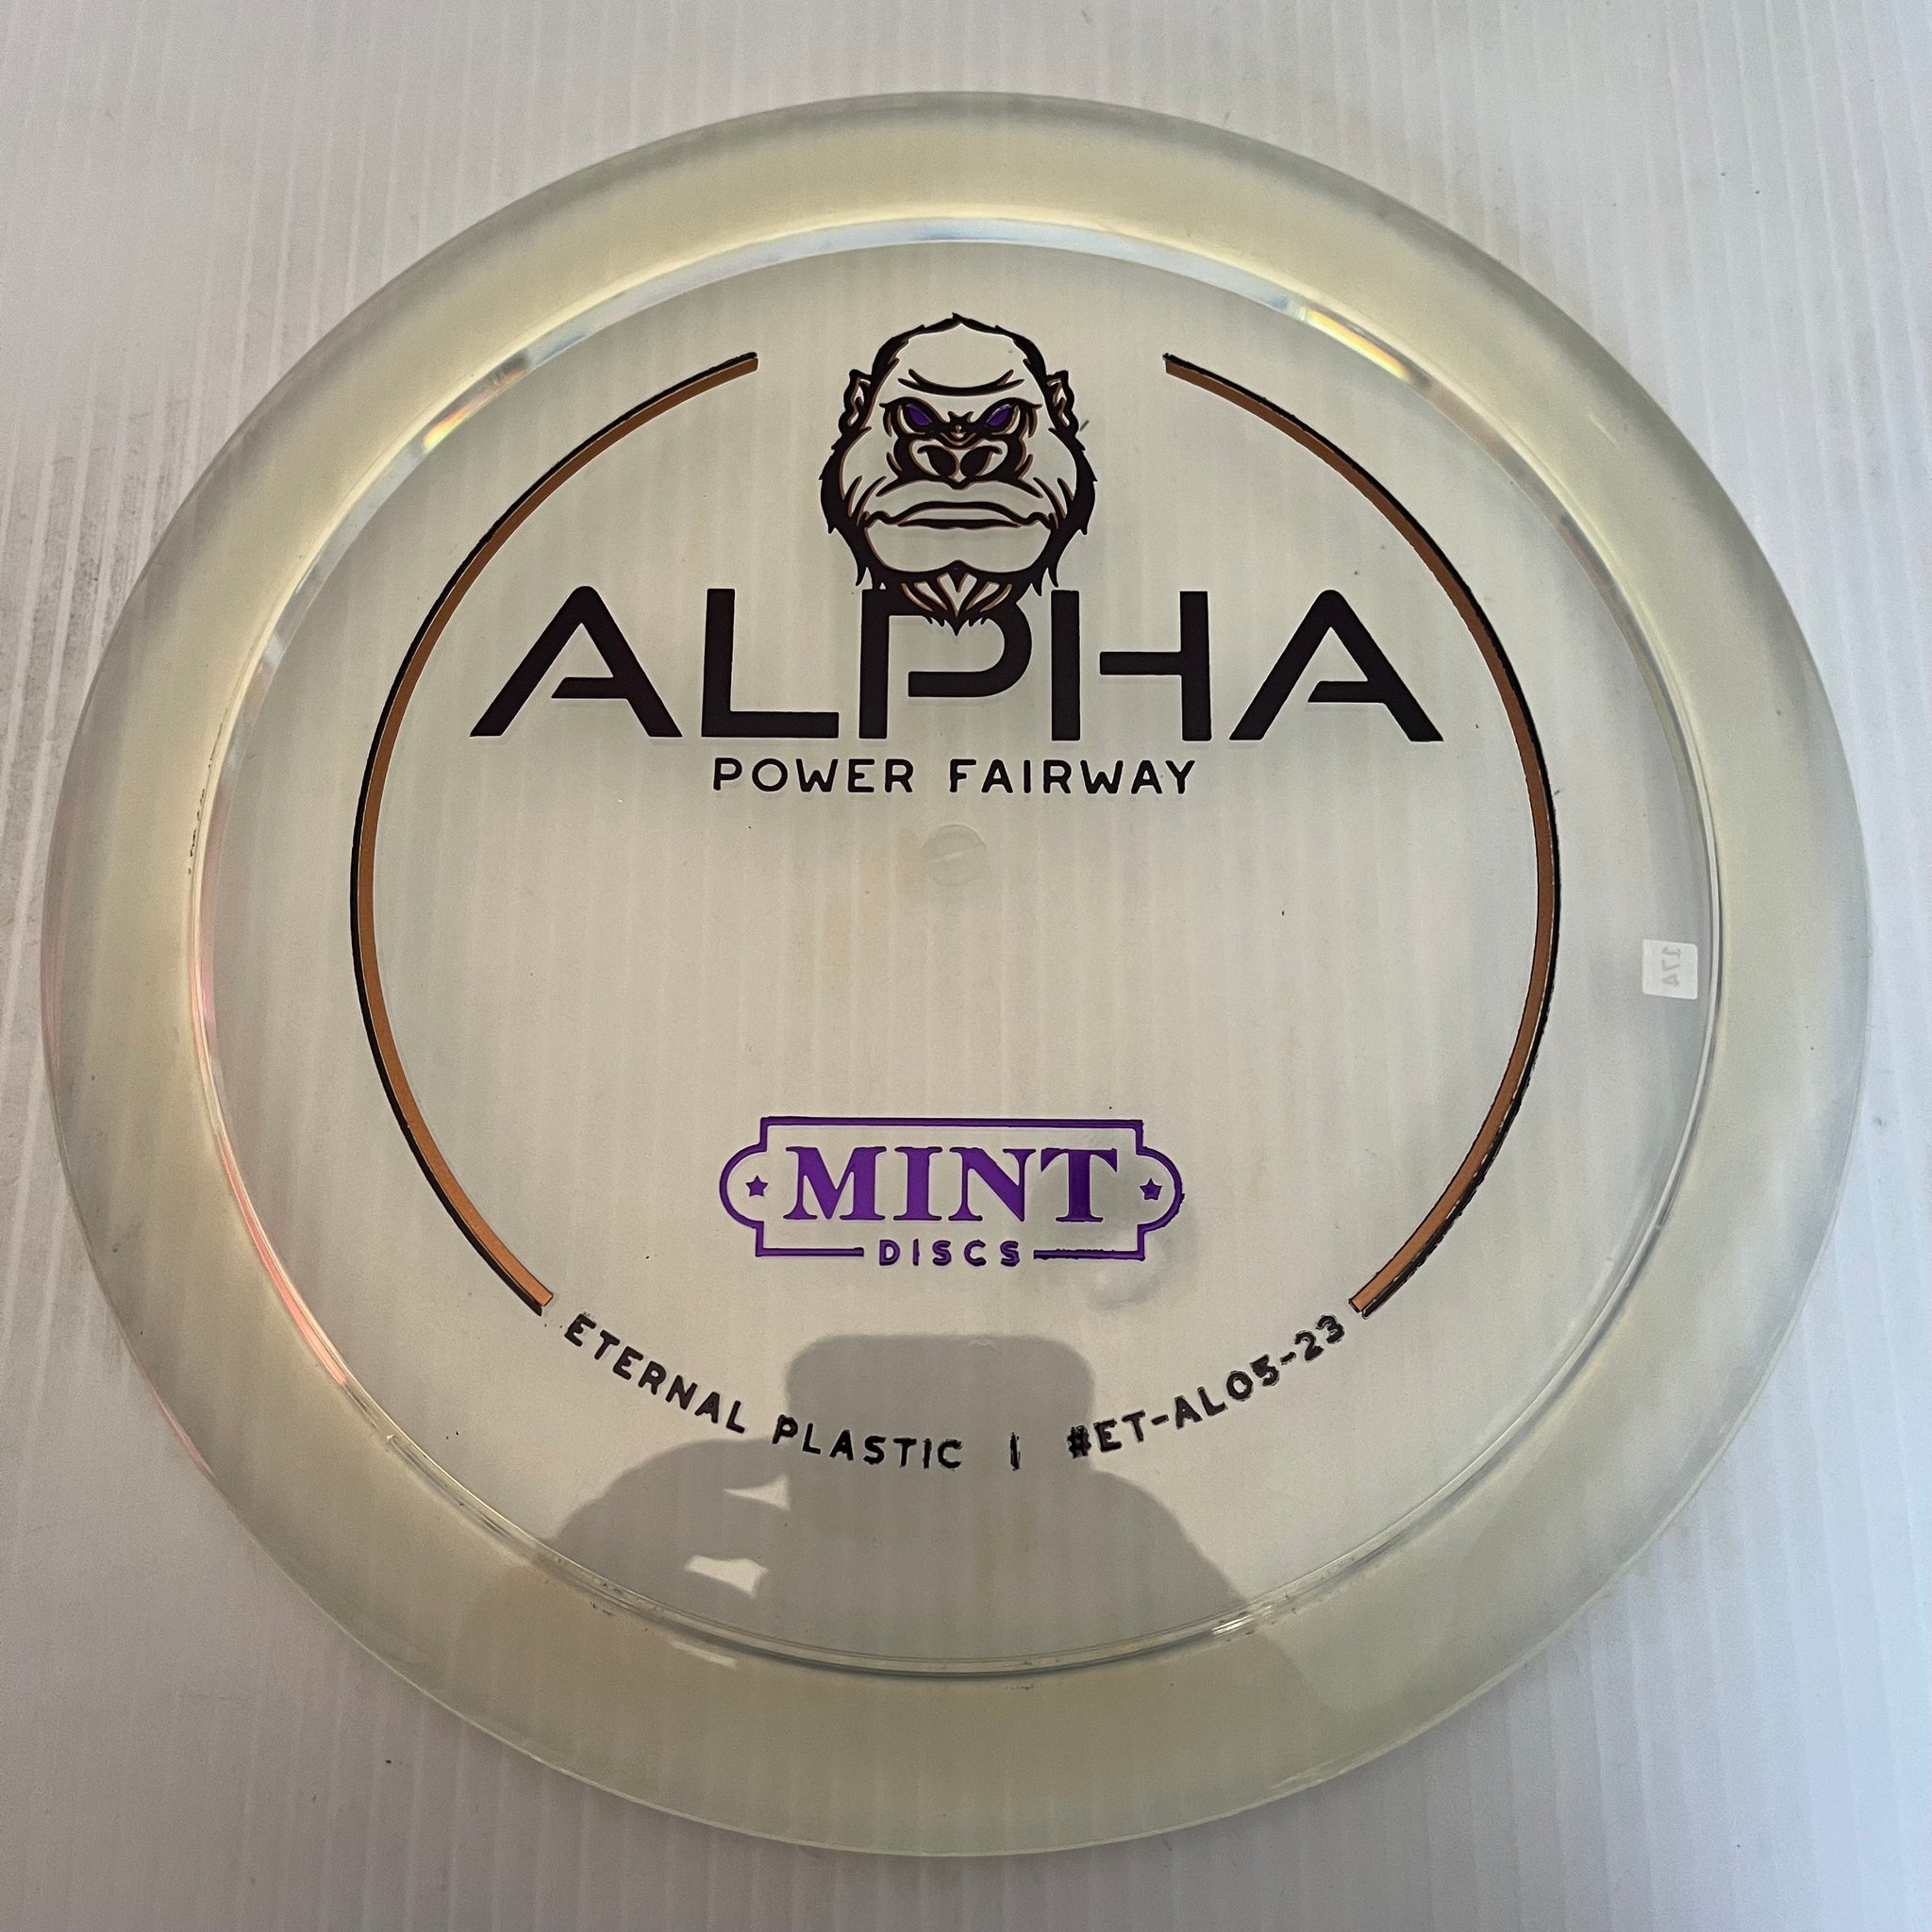 ALPHA
POWER FAIRWAY
174
MINT
DISCS
ETERNAL PLASTIC | #ET-AL05-23